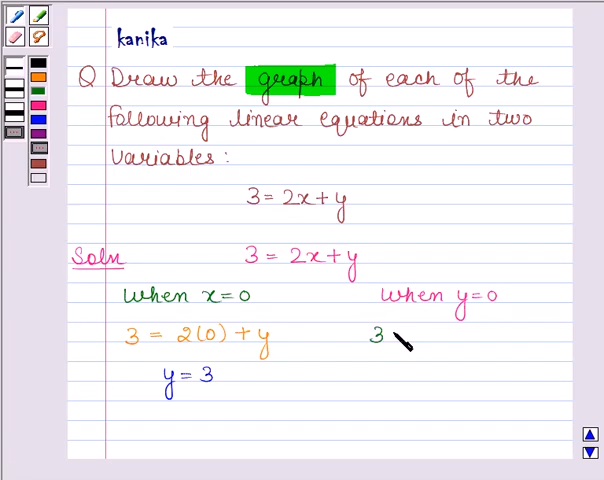 kanika
Q Draw the graph of each of the
following linear equations in two
variables:
3 = 2x + y
Soln 3 = 2x + y
When x = 0 When y = 0
3 = 2(0) + y 3
y = 3